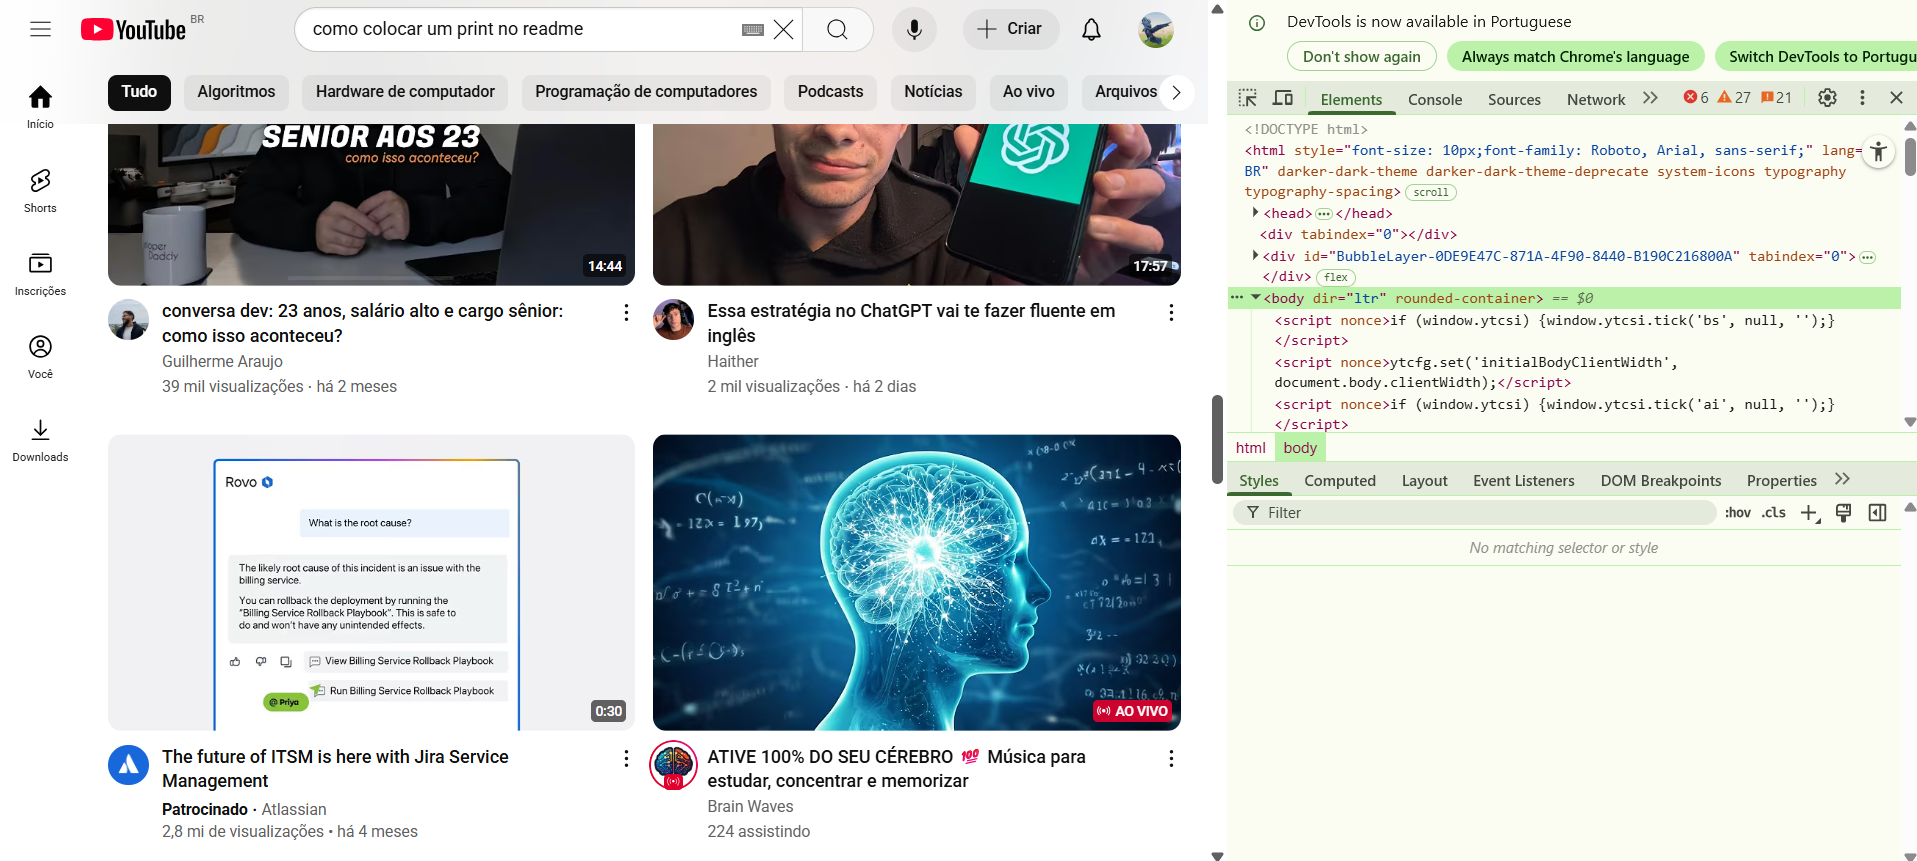 YouTube BR
como colocar um print no readme
Criar
Tudo
Algoritmos
Hardware de computador
Programação de computadores
Podcasts
Notícias
Ao vivo
Arquivos
Início
Shorts
Inscrições
Você
Downloads
SENIOR AOS 23
como isso aconteceu?
14:44
conversa dev: 23 anos, salário alto e cargo sênior:
como isso aconteceu?
Guilherme Araujo
39 mil visualizações · há 2 meses
17:57
Essa estratégia no ChatGPT vai te fazer fluente em
inglês
Haither
2 mil visualizações · há 2 dias
Rovo
What is the root cause?
The likely root cause of this incident is an issue with the
billing service.
You can rollback the deployment by running the
“Billing Service Rollback Playbook”. This is safe to
do and won’t have any unintended effects.
View Billing Service Rollback Playbook
Run Billing Service Rollback Playbook
@Priya
0:30
The future of ITSM is here with Jira Service
Management
Patrocinado · Atlassian
2,8 mi de visualizações • há 4 meses
AO VIVO
ATIVE 100% DO SEU CÉREBRO 💯 Música para
estudar, concentrar e memorizar
Brain Waves
224 assistindo
DevTools is now available in Portuguese
Don't show again
Always match Chrome's language
Switch DevTools to Portugu
Elements
Console
Sources
Network
6
27
21
<!DOCTYPE html>
<html style="font-size: 10px;font-family: Roboto, Arial, sans-serif;" lang=
BR" darker-dark-theme darker-dark-theme-deprecate system-icons typography
typography-spacing> scroll
<head> ••• </head>
<div tabindex="0"></div>
<div id="BubbleLayer-0DE9E47C-871A-4F90-8440-B190C216800A" tabindex="0"> •••
</div> flex
••• <body dir="ltr" rounded-container> == $0
<script nonce>if (window.ytcsi) {window.ytcsi.tick('bs', null, '');}
</script>
<script nonce>ytcfg.set('initialBodyClientWidth',
document.body.clientWidth);</script>
<script nonce>if (window.ytcsi) {window.ytcsi.tick('ai', null, '');}
</script>
html
body
Styles
Computed
Layout
Event Listeners
DOM Breakpoints
Properties
Filter
:hov
.cls
No matching selector or style